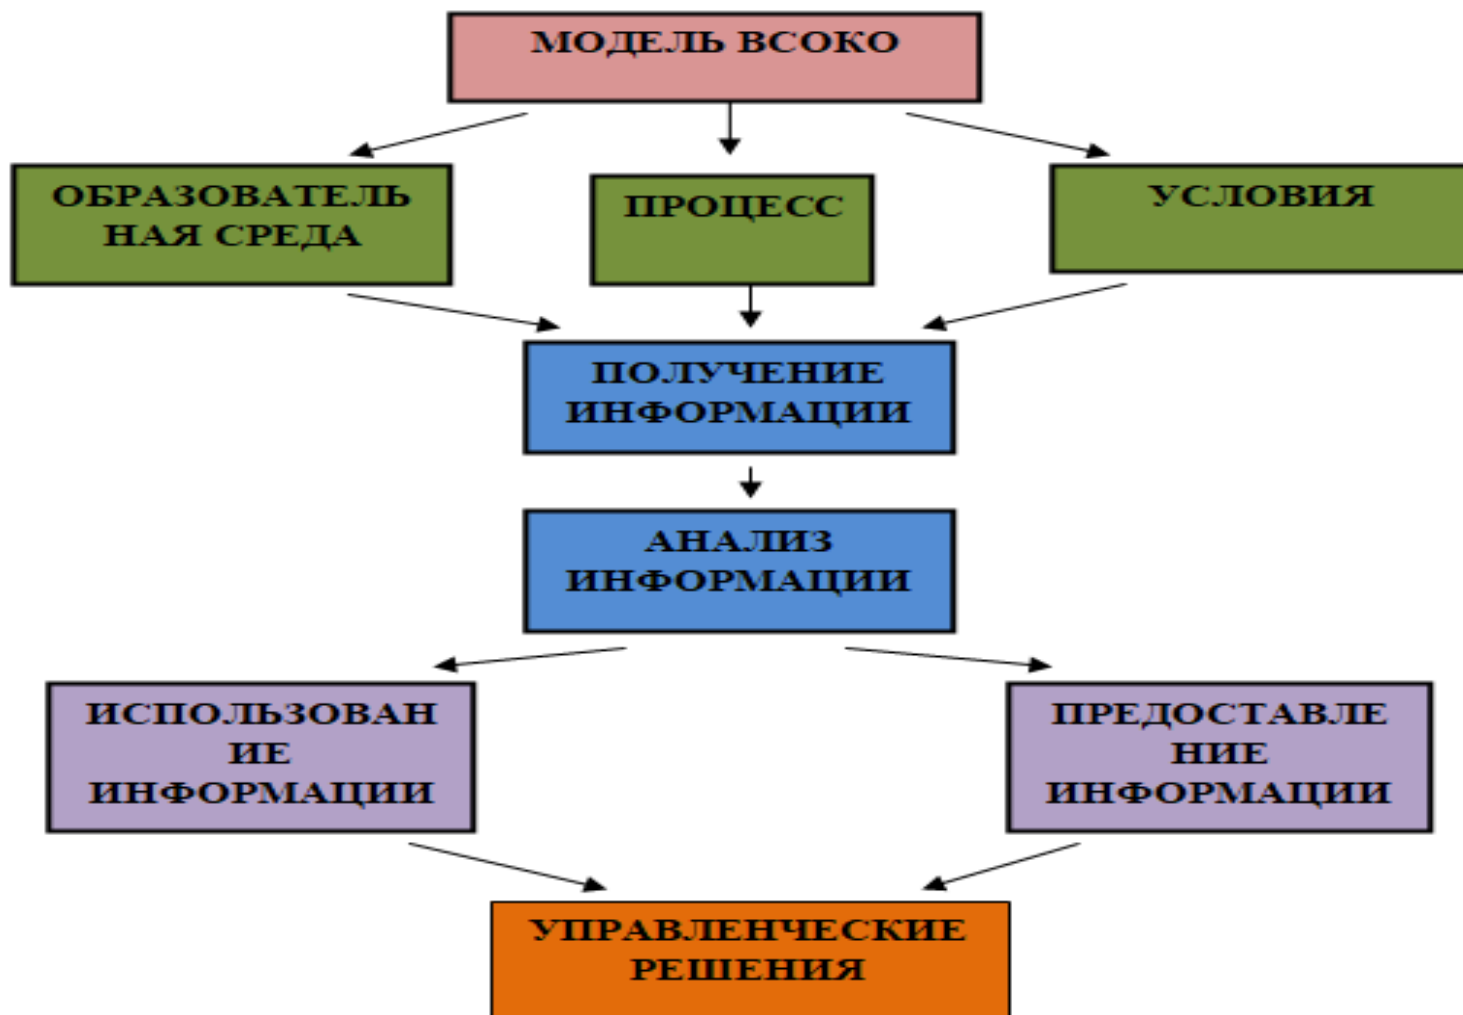 МОДЕЛЬ ВСОКО
ОБРАЗОВАТЕЛЬ
НАЯ СРЕДА
ПРОЦЕСС
УСЛОВИЯ
ПОЛУЧЕНИЕ
ИНФОРМАЦИИ
АНАЛИЗ
ИНФОРМАЦИИ
ИСПОЛЬЗОВАН
ИЕ
ИНФОРМАЦИИ
ПРЕДОСТАВЛЕ
НИЕ
ИНФОРМАЦИИ
УПРАВЛЕНЧЕСКИЕ
РЕШЕНИЯ